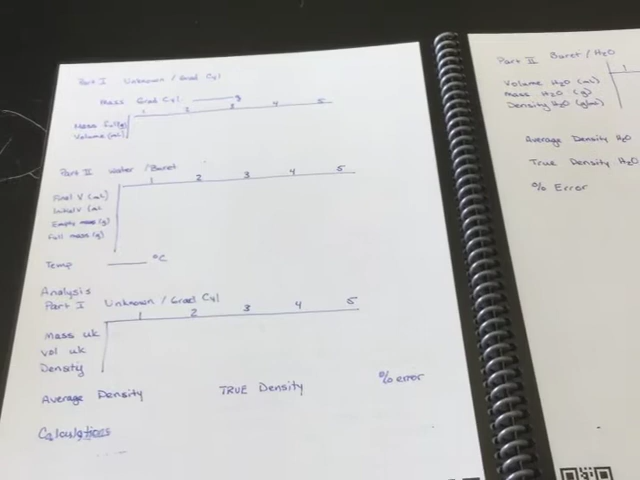 Part I Unknown / Grad Cyl
Mass Grad Cyl ____ g
1 2 3 4 5
Mass Full(g)
Volume (mL)
Part II Water / Buret
1 2 3 4 5
Final V (mL)
Initial V (mL
Empty mass (g)
Full mass (g)
Temp ____ °C
Analysis
Part I Unknown / Grad Cyl
1 2 3 4 5
Mass uk
Vol uk
Density
Average Density TRUE Density % error
Calculations
Part II Buret / H2O
1
Volume H2O (mL)
Mass H2O (g)
Density H2O (g/mL)
Average Density H2O
True Density H2O
% Error